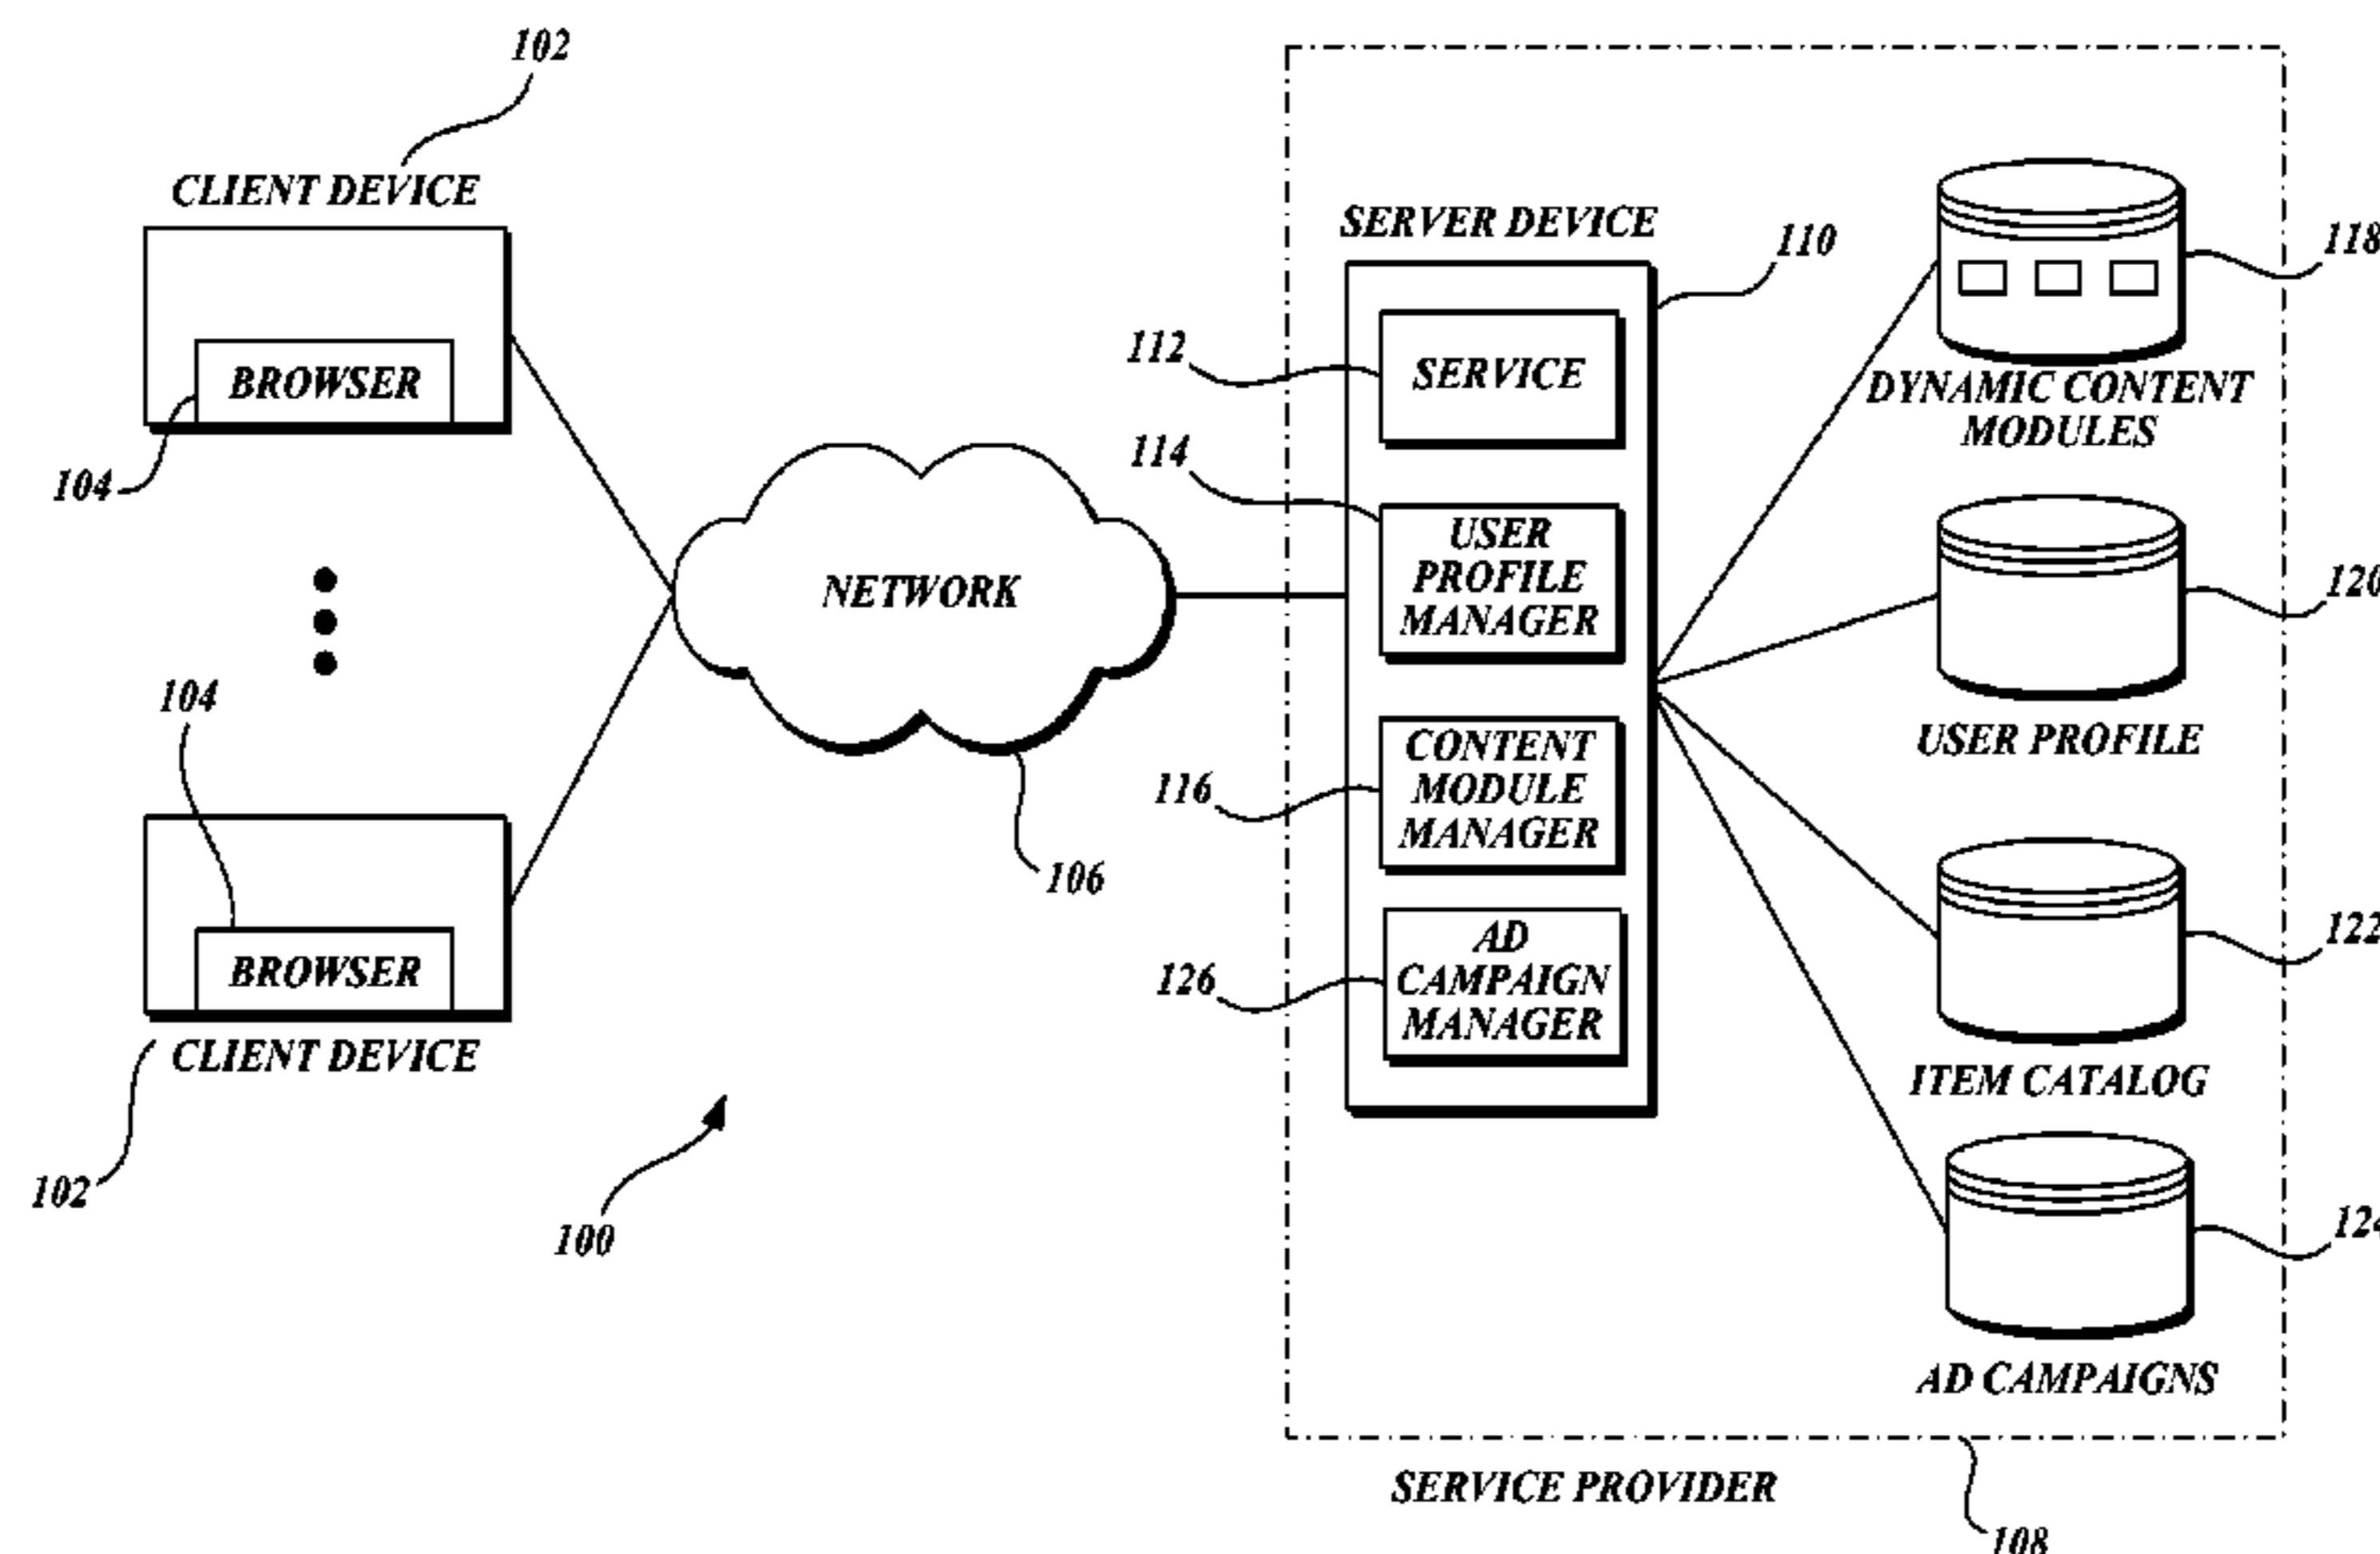 102
CLIENT DEVICE
BROWSER
104
104
BROWSER
CLIENT DEVICE
102
100
NETWORK
106
SERVER DEVICE
110
112
SERVICE
114
USER
PROFILE
MANAGER
116
CONTENT
MODULE
MANAGER
126
AD
CAMPAIGN
MANAGER
118
DYNAMIC CONTENT
MODULES
120
USER PROFILE
122
ITEM CATALOG
124
AD CAMPAIGNS
SERVICE PROVIDER
108